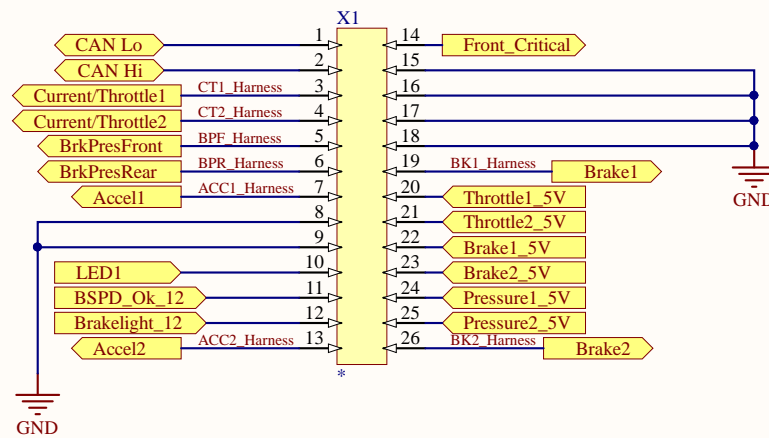 X1
CAN Lo 1 14 Front_Critical
CAN Hi 2 15
Current/Throttle1 CT1_Harness 3 16
Current/Throttle2 CT2_Harness 4 17
BrkPresFront BPF_Harness 5 18
BrkPresRear BPR_Harness 6 19 BK1_Harness Brake1
Accel1 ACC1_Harness 7 20 Throttle1_5V
8 21 Throttle2_5V
9 22 Brake1_5V
LED1 10 23 Brake2_5V
BSPD_Ok_12 11 24 Pressure1_5V
Brakelight_12 12 25 Pressure2_5V
Accel2 ACC2_Harness 13 26 BK2_Harness Brake2
GND
*
GND